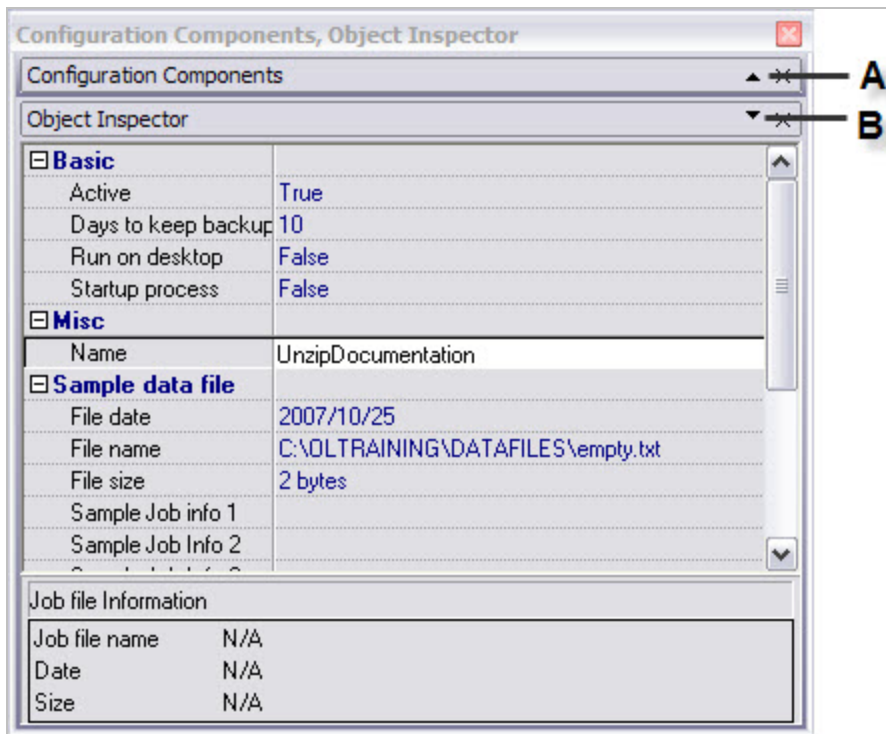 Configuration Components, Object Inspector
Configuration Components
A
Object Inspector
B
Basic
Active True
Days to keep backup 10
Run on desktop False
Startup process False
Misc
Name UnzipDocumentation
Sample data file
File date 2007/10/25
File name C:\OLTRAINING\DATAFILES\empty.txt
File size 2 bytes
Sample Job info 1
Sample Job Info 2
Job file Information
Job file name N/A
Date N/A
Size N/A